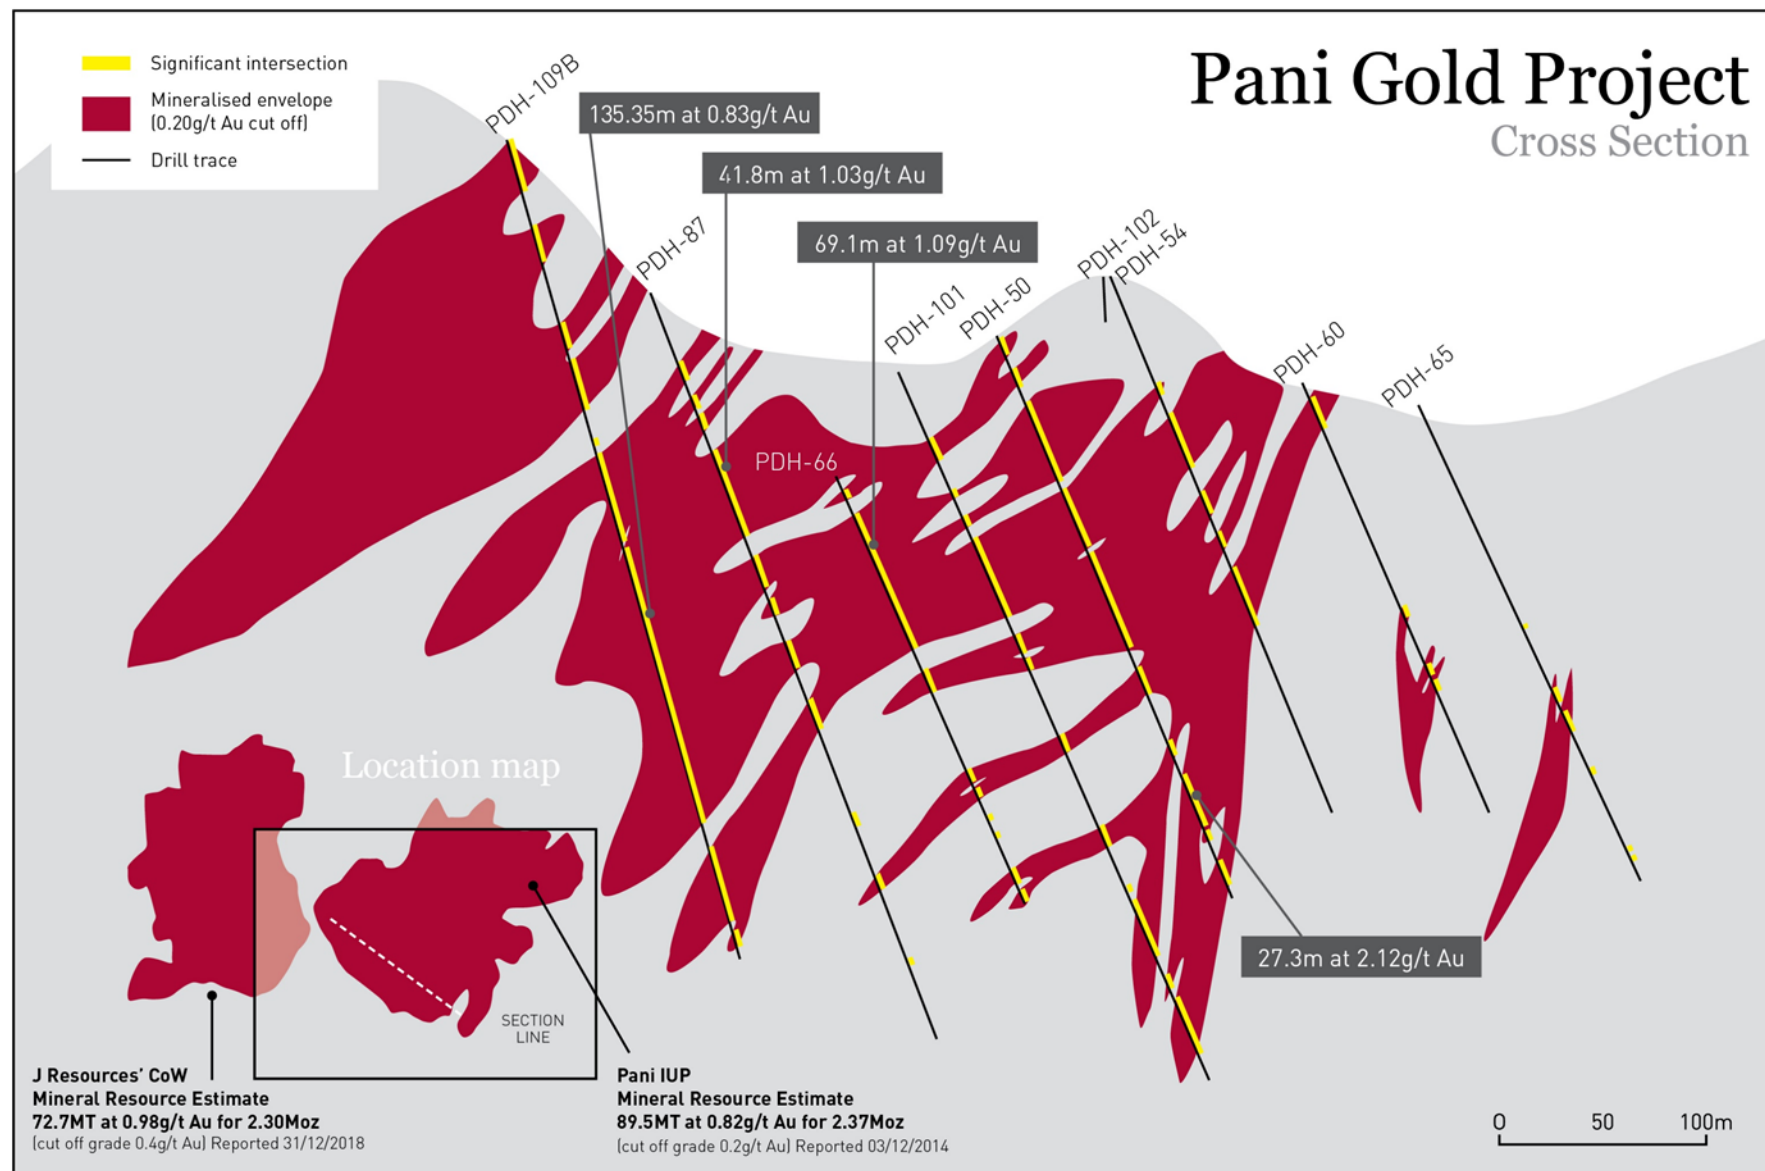 Pani Gold Project
Cross Section
Significant intersection
Mineralised envelope
(0.20g/t Au cut off)
Drill trace
PDH-109B
135.35m at 0.83g/t Au
41.8m at 1.03g/t Au
PDH-87
69.1m at 1.09g/t Au
PDH-101
PDH-50
PDH-102
PDH-54
PDH-60
PDH-65
PDH-66
27.3m at 2.12g/t Au
Location map
SECTION
LINE
J Resources' CoW
Mineral Resource Estimate
72.7MT at 0.98g/t Au for 2.30Moz
(cut off grade 0.4g/t Au) Reported 31/12/2018
Pani IUP
Mineral Resource Estimate
89.5MT at 0.82g/t Au for 2.37Moz
(cut off grade 0.2g/t Au) Reported 03/12/2014
0 50 100m